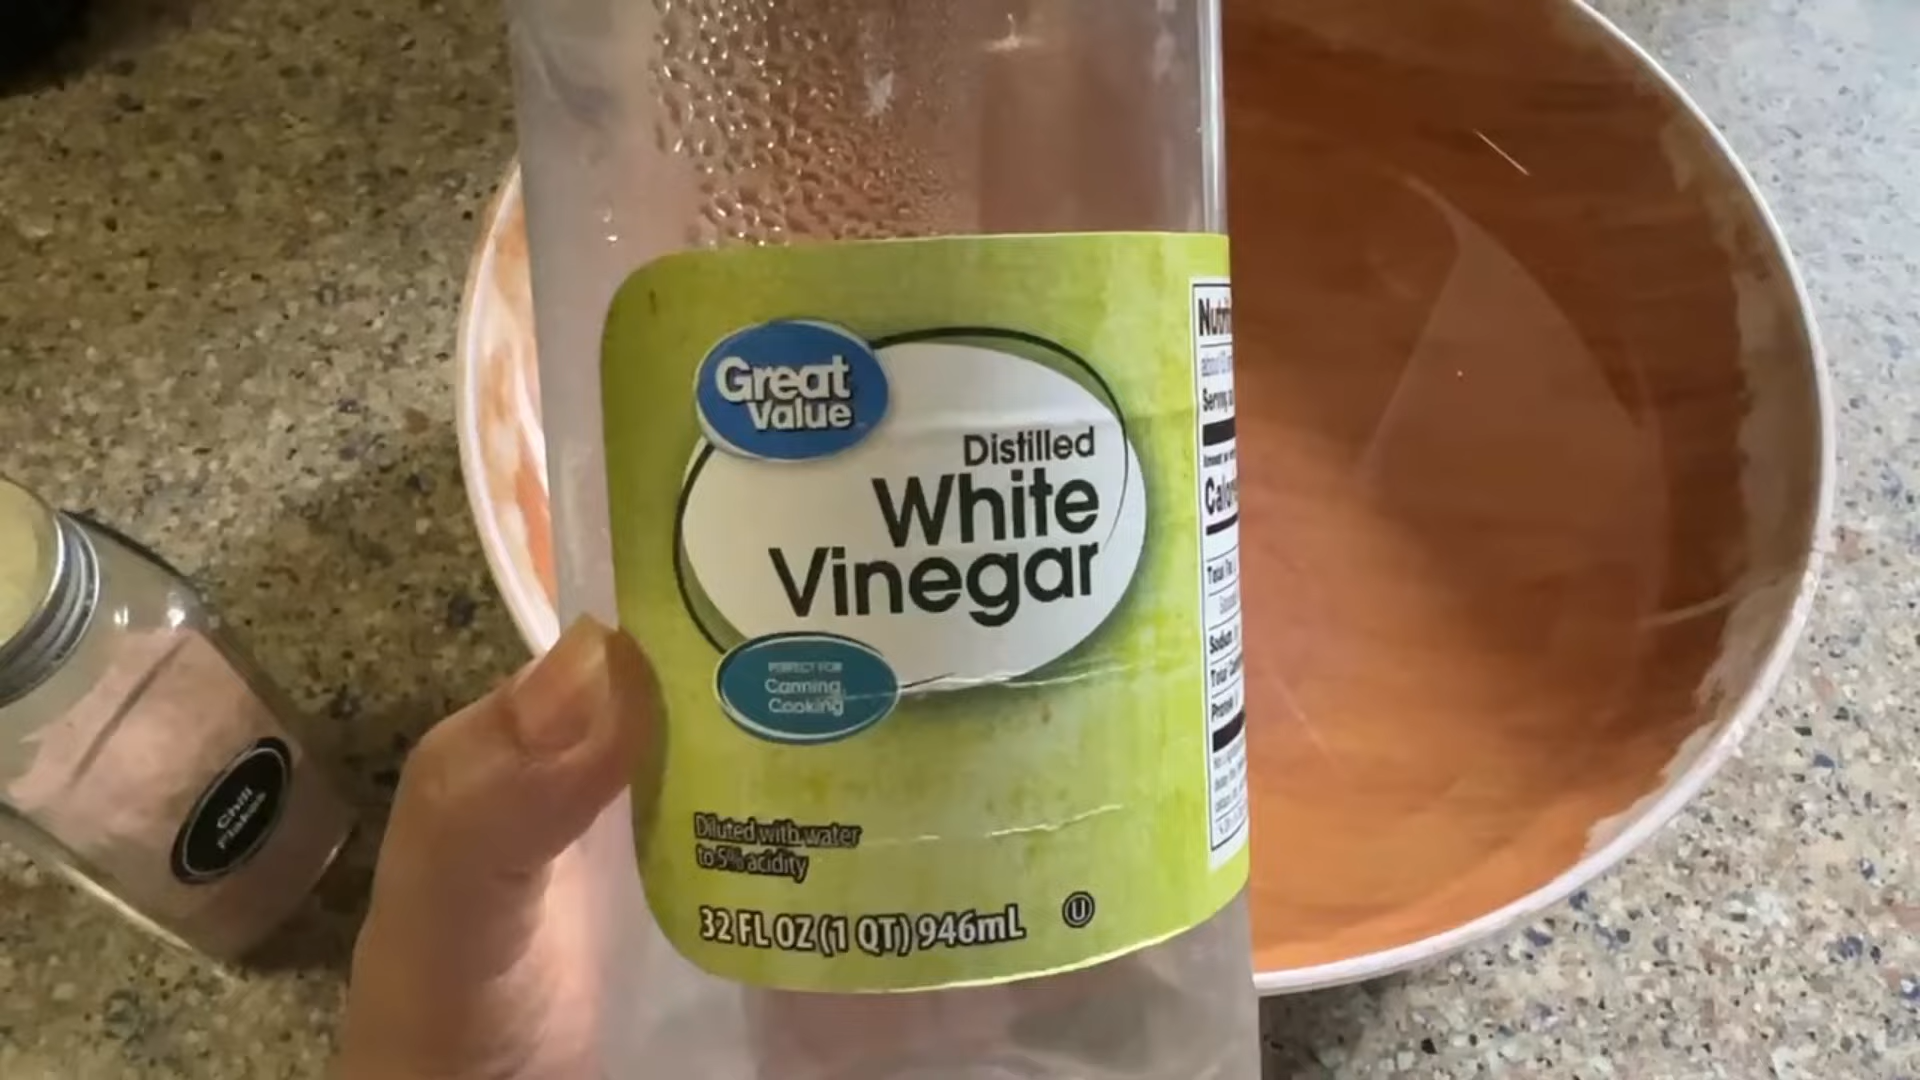 Great
Value
Distilled
White
Vinegar
PERFECT FOR
Canning
Cooking
Diluted with water
to 5% acidity
32 FL OZ (1 QT) 946mL
U
Chili
Flakes